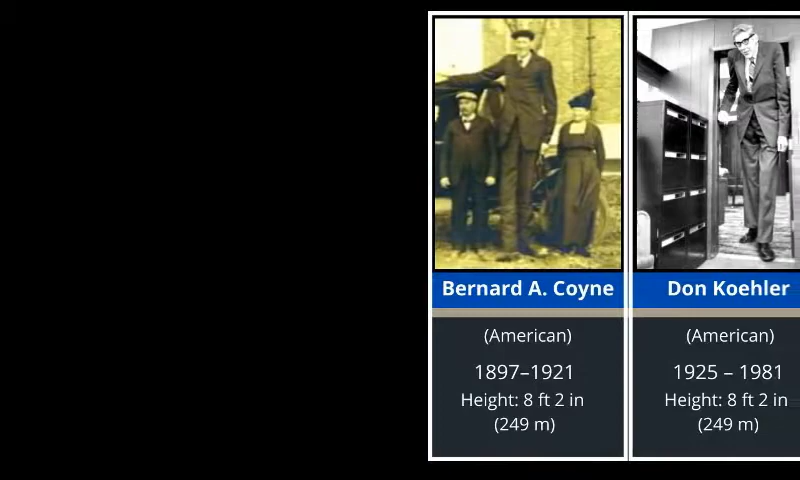 Bernard A. Coyne
(American)
1897–1921
Height: 8 ft 2 in
(249 m)
Don Koehler
(American)
1925 – 1981
Height: 8 ft 2 in
(249 m)